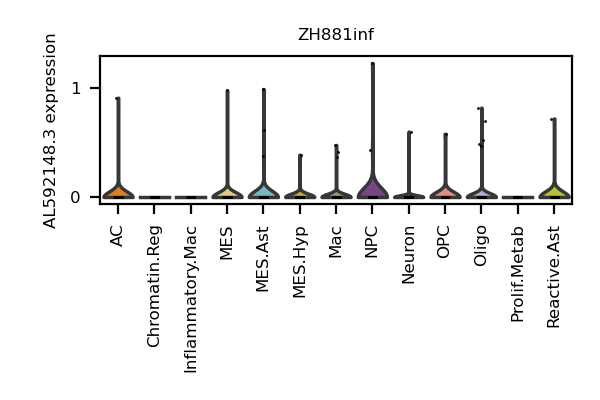 ZH881inf
AL592148.3 expression
1
0
AC
Chromatin.Reg
Inflammatory.Mac
MES
MES.Ast
MES.Hyp
Mac
NPC
Neuron
OPC
Oligo
Prolif.Metab
Reactive.Ast